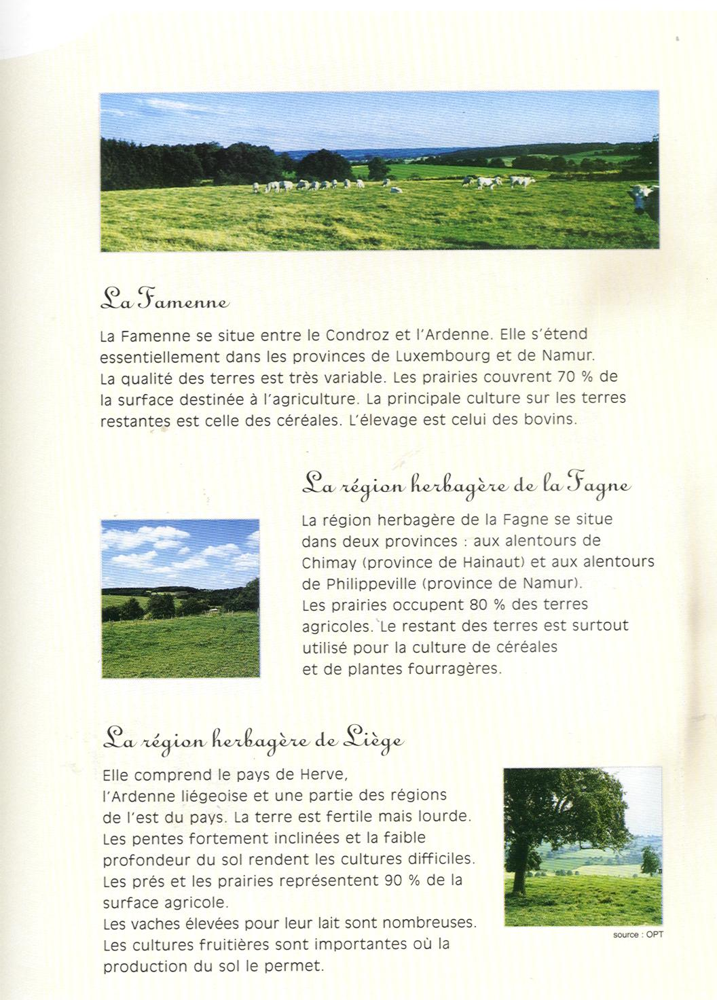 La Famenne
La Famenne se situe entre le Condroz et l'Ardenne. Elle s'étend
essentiellement dans les provinces de Luxembourg et de Namur.
La qualité des terres est très variable. Les prairies couvrent 70 % de
la surface destinée à l'agriculture. La principale culture sur les terres
restantes est celle des céréales. L'élevage est celui des bovins.
La région herbagère de la Fagne
La région herbagère de la Fagne se situe
dans deux provinces : aux alentours de
Chimay (province de Hainaut) et aux alentours
de Philippeville (province de Namur).
Les prairies occupent 80 % des terres
agricoles. Le restant des terres est surtout
utilisé pour la culture de céréales
et de plantes fourragères.
La région herbagère de Liège
Elle comprend le pays de Herve,
l'Ardenne liégeoise et une partie des régions
de l'est du pays. La terre est fertile mais lourde.
Les pentes fortement inclinées et la faible
profondeur du sol rendent les cultures difficiles.
Les prés et les prairies représentent 90 % de la
surface agricole.
Les vaches élevées pour leur lait sont nombreuses.
Les cultures fruitières sont importantes où la
production du sol le permet.
source : OPT